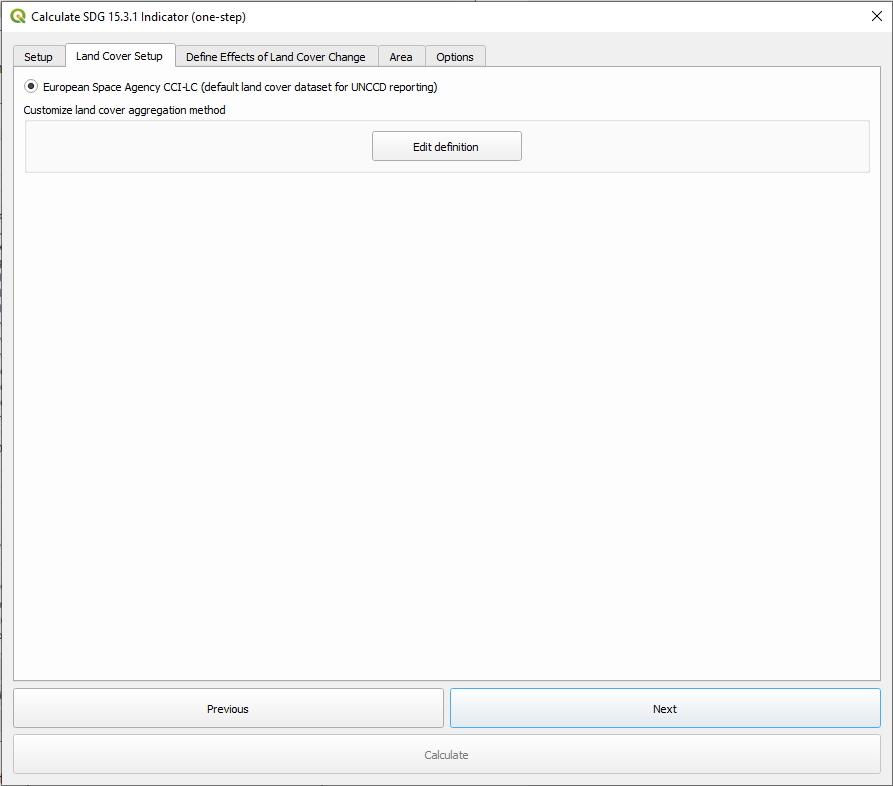 Calculate SDG 15.3.1 Indicator (one-step)
Setup Land Cover Setup Define Effects of Land Cover Change Area Options
European Space Agency CCI-LC (default land cover dataset for UNCCD reporting)
Customize land cover aggregation method
Edit definition
Previous Next
Calculate